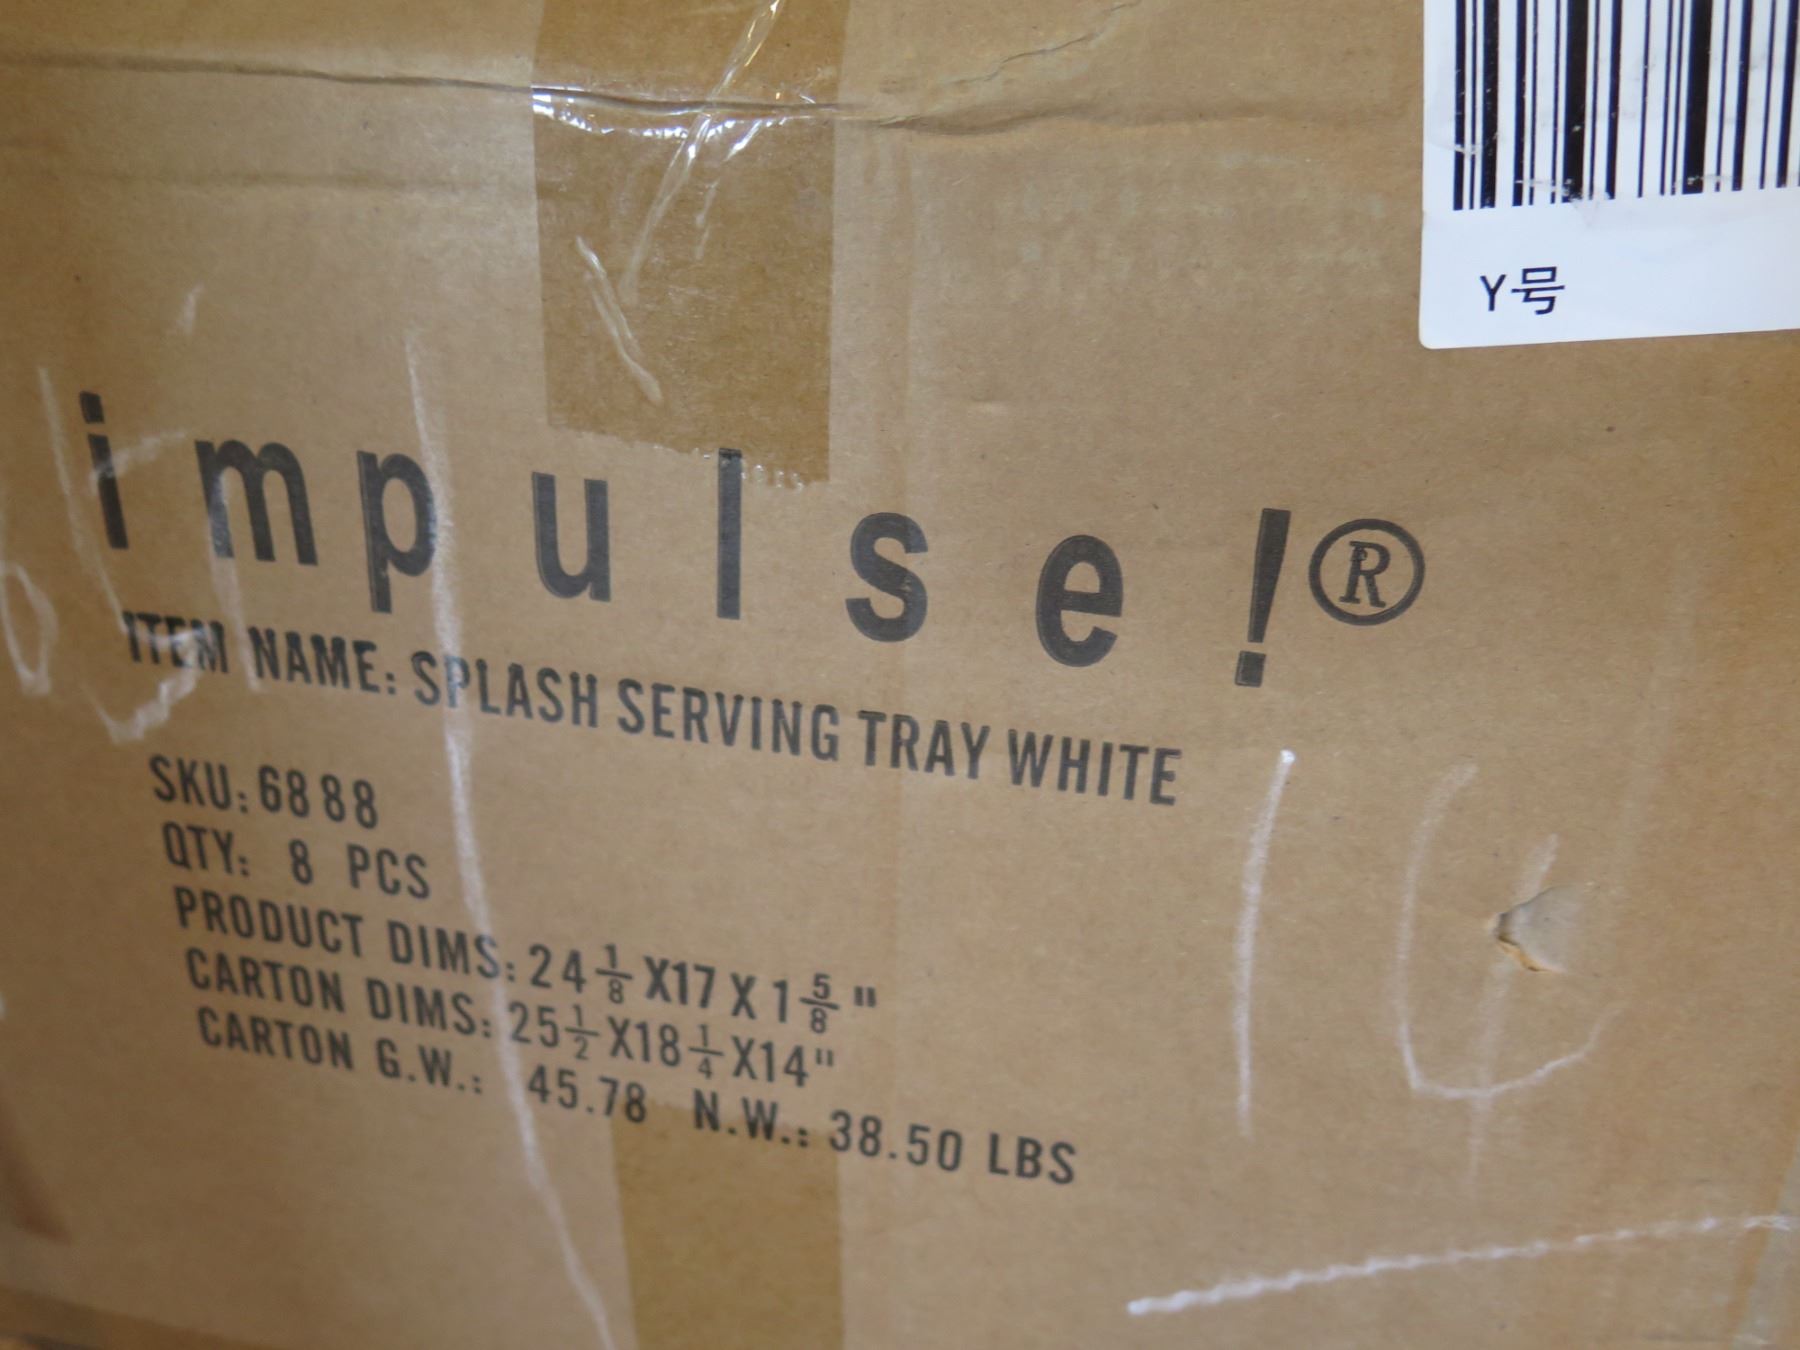 Y号
impulse!®
ITEM NAME: SPLASH SERVING TRAY WHITE
SKU: 6888
QTY: 8 PCS
PRODUCT DIMS: 24 1/8 X17 X 1 5/8 "
CARTON DIMS: 25 1/2 X18 1/4 X14"
CARTON G.W.: 45.78 N.W.: 38.50 LBS